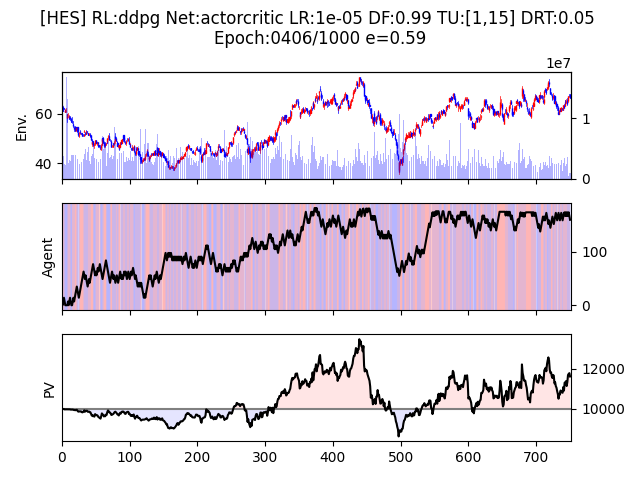 [HES] RL:ddpg Net:actorcritic LR:1e-05 DF:0.99 TU:[1,15] DRT:0.05
Epoch:0406/1000 e=0.59
1e7
Env.
60
40
1
0
Agent
100
0
PV
12000
10000
0 100 200 300 400 500 600 700